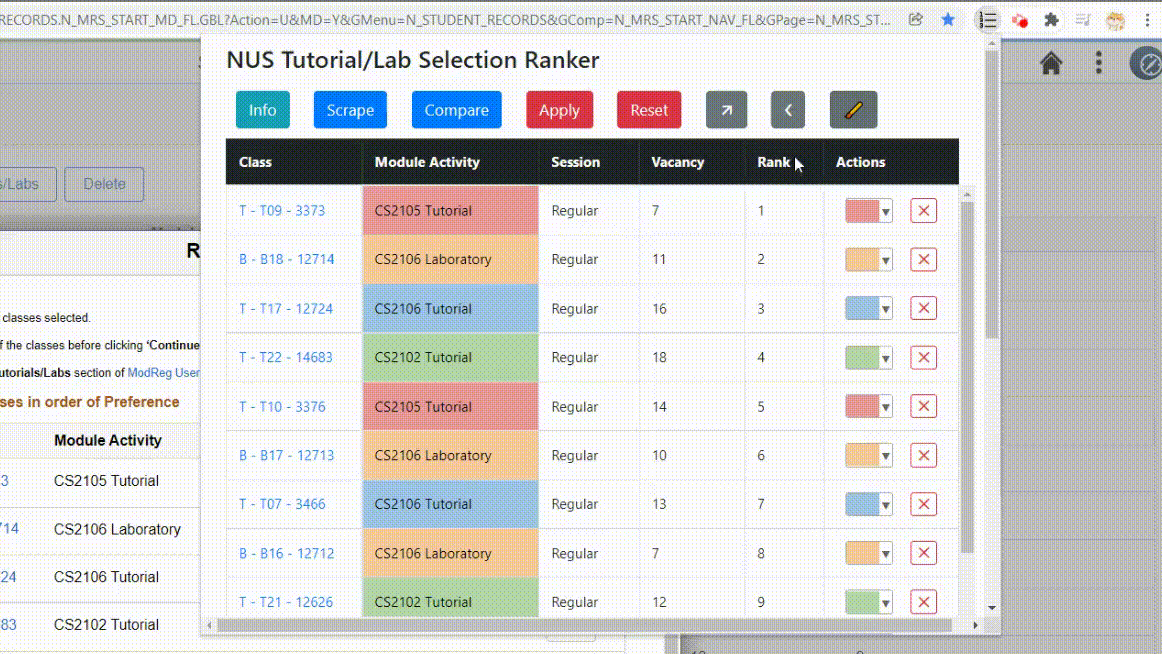 RECORDS.N_MRS_START_MD_FL.GBL?Action=U&MD=Y&GMenu=N_STUDENT_RECORDS&GComp=N_MRS_START_NAV_FL&GPage=N_MRS_ST...
NUS Tutorial/Lab Selection Ranker
Info Scrape Compare Apply Reset
s/Labs Delete
Class Module Activity Session Vacancy Rank Actions
T - T09 - 3373 CS2105 Tutorial Regular 7 1
B - B18 - 12714 CS2106 Laboratory Regular 11 2
T - T17 - 12724 CS2106 Tutorial Regular 16 3
T - T22 - 14683 CS2102 Tutorial Regular 18 4
T - T10 - 3376 CS2105 Tutorial Regular 14 5
B - B17 - 12713 CS2106 Laboratory Regular 10 6
T - T07 - 3466 CS2106 Tutorial Regular 13 7
B - B16 - 12712 CS2106 Laboratory Regular 7 8
T - T21 - 12626 CS2102 Tutorial Regular 12 9
R
classes selected.
f the classes before clicking 'Continue
utorials/Labs section of ModReg User
ses in order of Preference
Module Activity
3 CS2105 Tutorial
714 CS2106 Laboratory
24 CS2106 Tutorial
83 CS2102 Tutorial